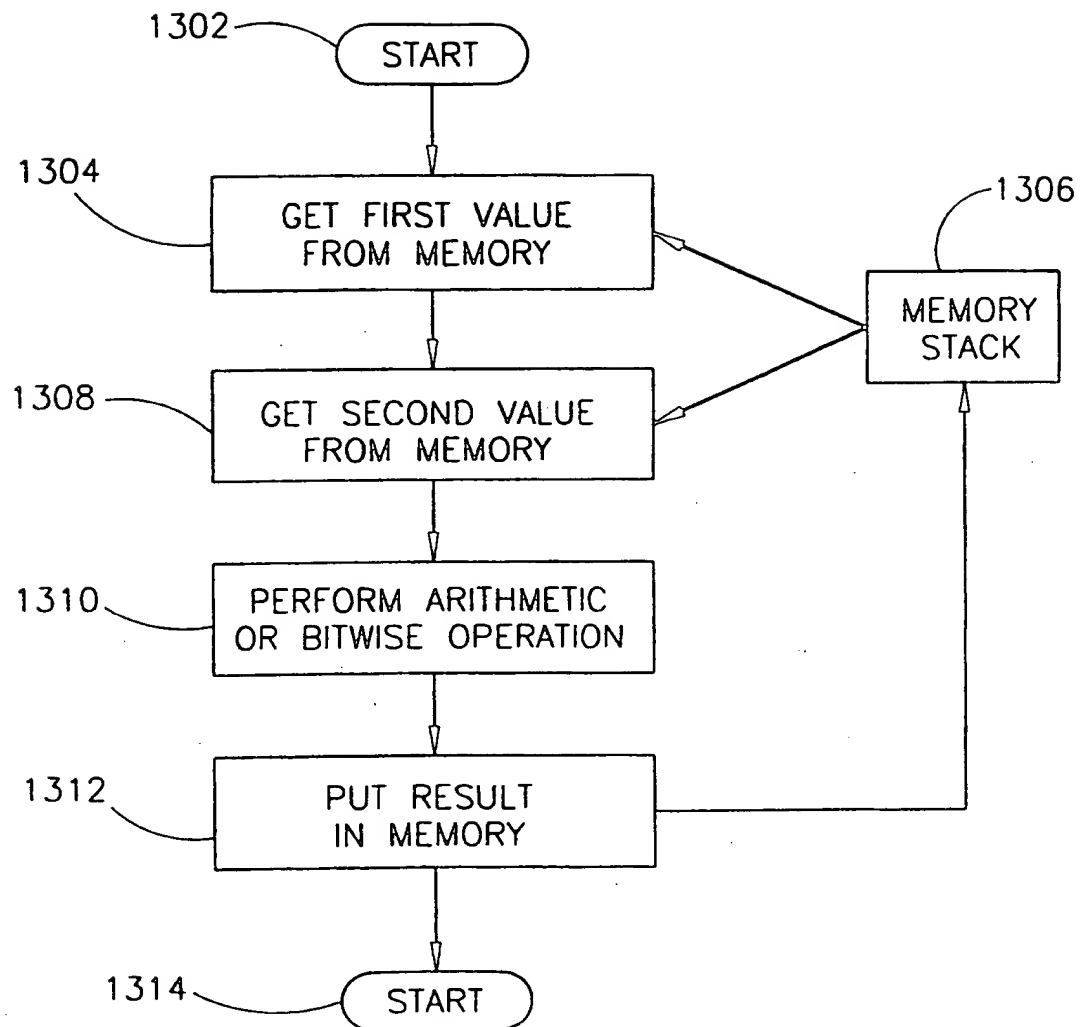 1302
START
1304
GET FIRST VALUE
FROM MEMORY
1306
MEMORY
STACK
1308
GET SECOND VALUE
FROM MEMORY
1310
PERFORM ARITHMETIC
OR BITWISE OPERATION
1312
PUT RESULT
IN MEMORY
1314
START